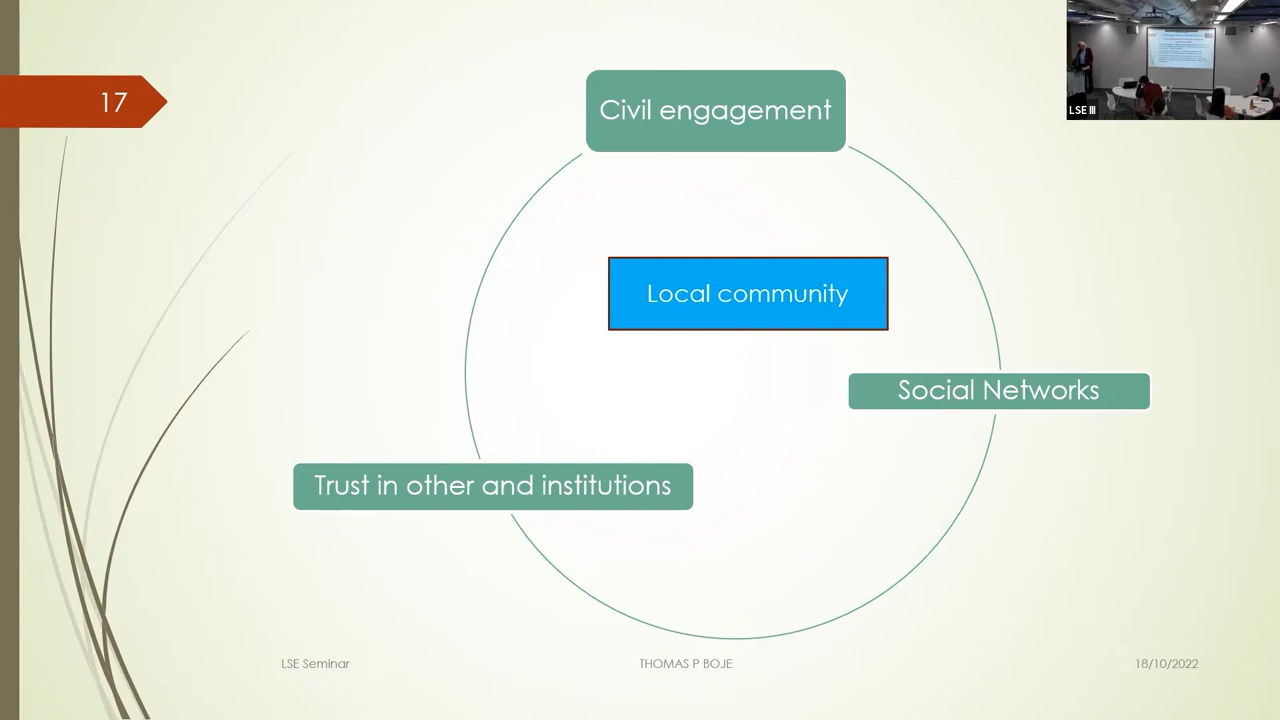 17
Civil engagement
LSE III
Local community
Social Networks
Trust in other and institutions
LSE Seminar
THOMAS P BOJE
18/10/2022